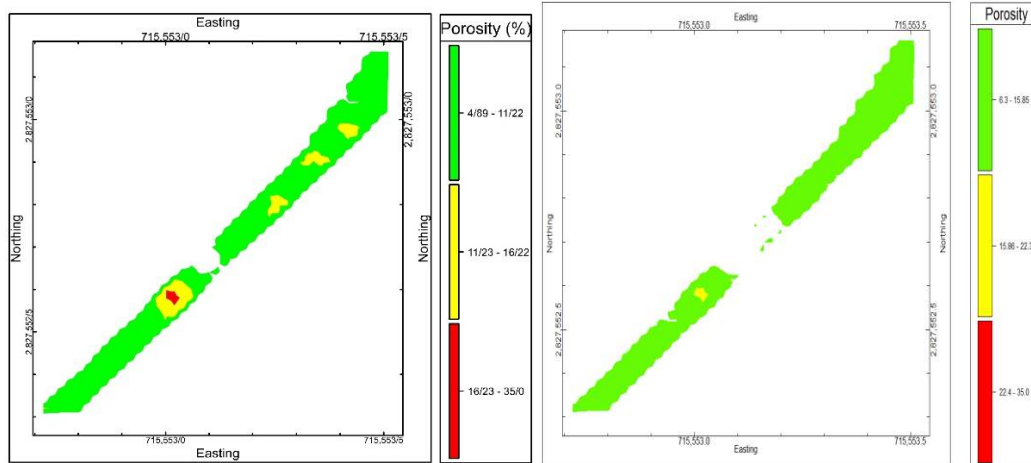 Easting
715,553/0 715,553/5
Northing
2,827,553/0
2,827,552/5
2,827,553/0
Northing
715,553/0 715,553/5
Easting
Porosity (%)
4/89 - 11/22
11/23 - 16/22
16/23 - 35/0
Easting
715,553.0 715,553.5
Northing
2,827,553.0
2,827,552.5
2,827,553.0
2,827,552.5
Northing
715,553.0 715,553.5
Easting
Porosity
6.3 - 15.85
15.86 - 22.3
22.4 - 35.0